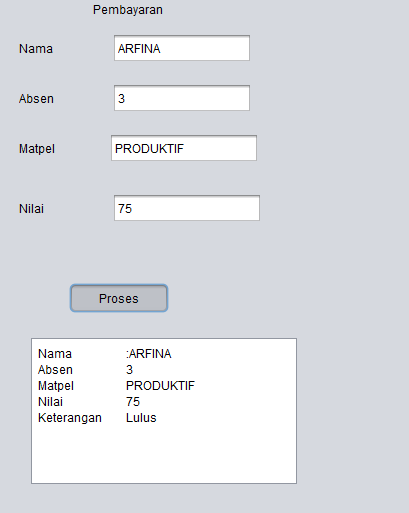 Pembayaran
Nama ARFINA
Absen 3
Matpel PRODUKTIF
Nilai 75
Proses
Nama :ARFINA
Absen 3
Matpel PRODUKTIF
Nilai 75
Keterangan Lulus